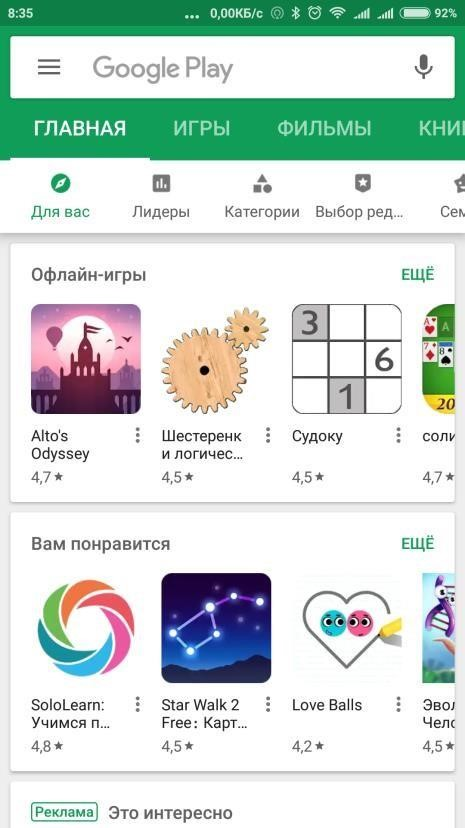 8:35 ... 0,00КБ/с 92%
Google Play
ГЛАВНАЯ ИГРЫ ФИЛЬМЫ КНИ
Для вас Лидеры Категории Выбор ред... Сем
Офлайн-игры ЕЩЁ
3
6
1
A A
7 8
20
Alto's Шестеренк Судоку соли
Odyssey и логичес...
4,7★ 4,5★ 4,5★ 4,7★
Вам понравится ЕЩЁ
SoloLearn: Star Walk 2 Love Balls Эвол
Учимся п... Free: Карт... Чело
4,8★ 4,5★ 4,2★ 4,5★
Реклама Это интересно